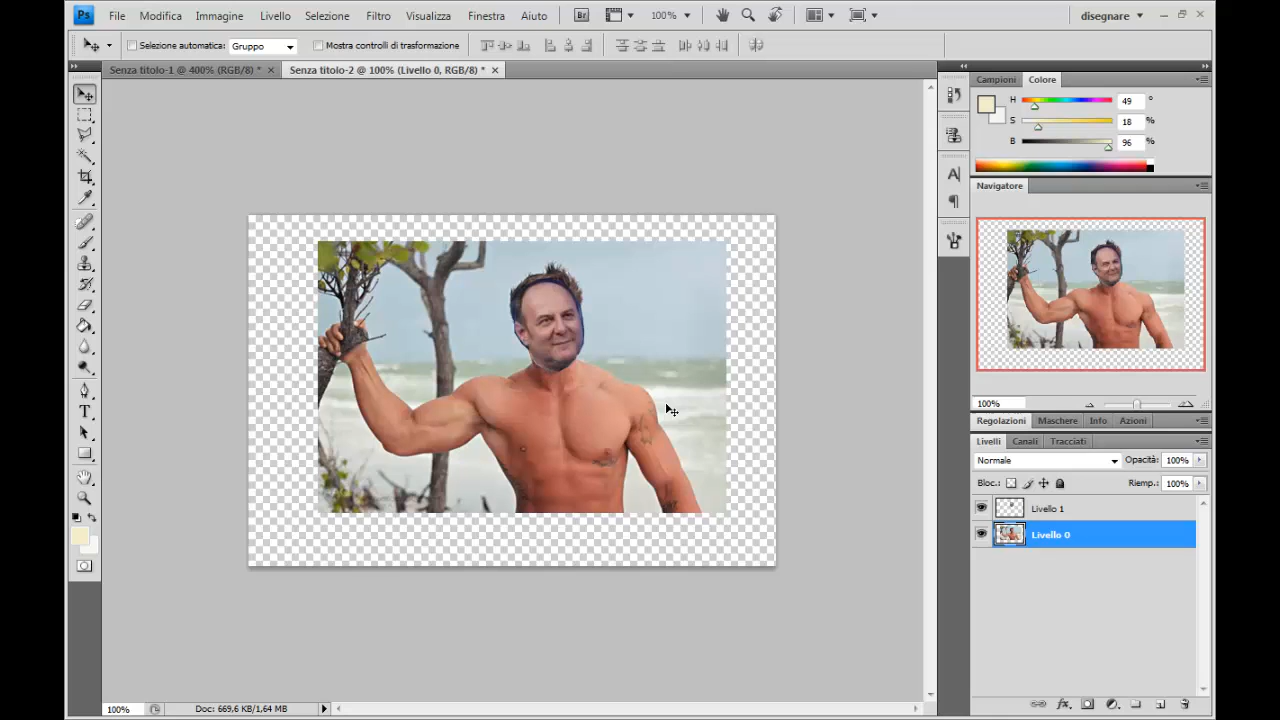 Ps File Modifica Immagine Livello Selezione Filtro Visualizza Finestra Aiuto Br 100% disegnare
Selezione automatica: Gruppo Mostra controlli di trasformazione
Senza titolo-1 @ 400% (RGB/8) * Senza titolo-2 @ 100% (Livello 0, RGB/8) *
Campioni Colore
H 49 °
S 18 %
B 96 %
Navigatore
100%
Regolazioni Maschere Info Azioni
Livelli Canali Tracciati
Normale Opacità: 100%
Bloc.: Riemp.: 100%
Livello 1
Livello 0
100% Doc: 669,6 KB/1,64 MB